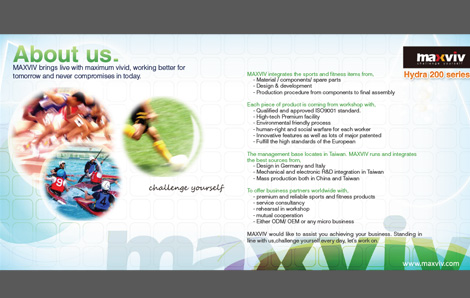 About us
MAXVIV brings live with maximum vivid, working better for
tomorrow and never compromises in today.
challenge yourself
maxviv
challenge yourself
Hydra 200 series
MAXVIV integrates the sports and fitness items from,
- Material / components/ spare parts
- Design & development
- Production procedure from components to final assembly
Each piece of product is coming from workshop with,
- Qualified and approved ISO9001 standard.
- High-tech Premium facility
- Environmental friendly process
- human-right and social warfare for each worker
- Innovative features as well as lots of major patented
- Fulfill the high standards of the European
The management base locates in Taiwan. MAXVIV runs and integrates
the best sources from,
- Design in Germany and Italy
- Mechanical and electronic R&D integration in Taiwan
- Mass production both in China and Taiwan
To offer business partners worldwide with,
- premium and reliable sports and fitness products
- service consultancy
- rehearsal in workshop
- mutual cooperation
- Either ODM/ OEM or any micro business
MAXVIV would like to assist you achieving your business. Standing in
line with us,challenge yourself every day, let's work on.
maxviv
www.maxviv.com